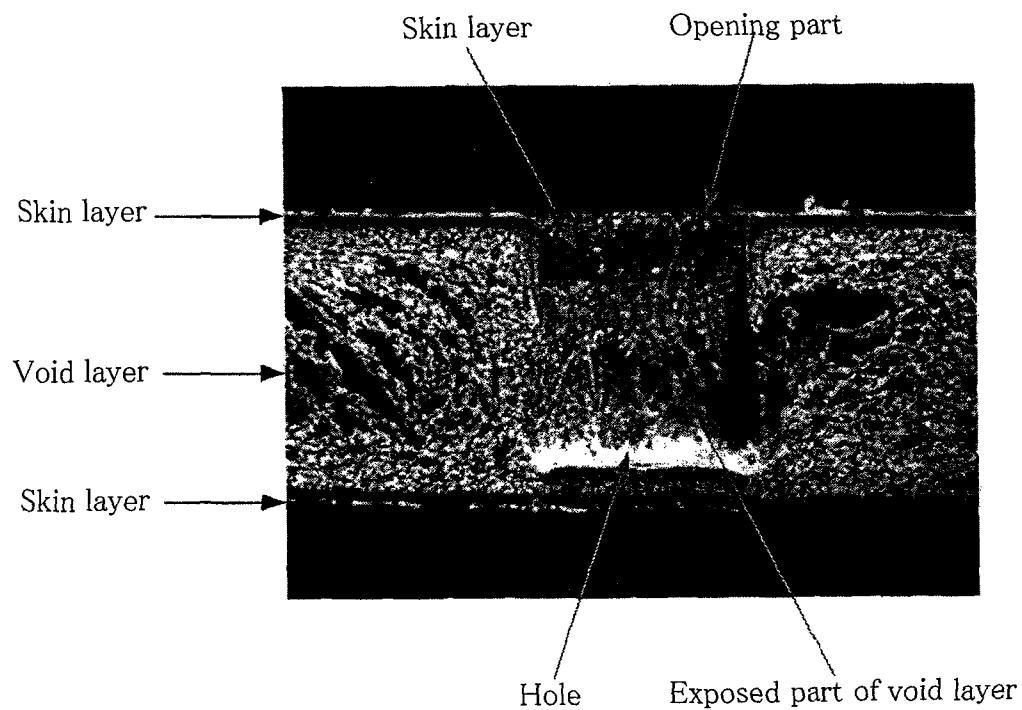 Skin layer
Opening part
Skin layer
Void layer
Skin layer
Hole
Exposed part of void layer